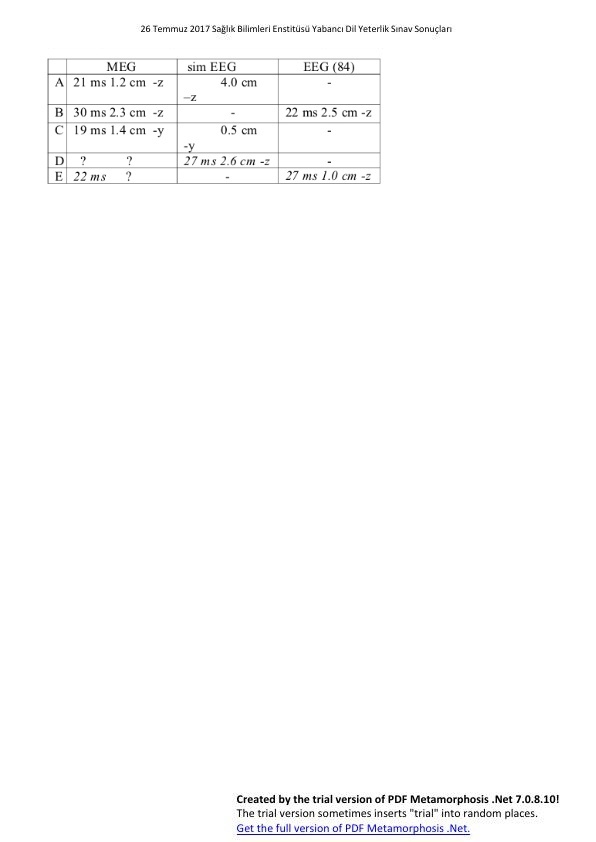 26 Temmuz 2017 Sağlık Bilimleri Enstitüsü Yabancı Dil Yeterlik Sınav Sonuçları
MEG sim EEG EEG (84)
A 21 ms 1.2 cm -z 4.0 cm -
–z
B 30 ms 2.3 cm -z - 22 ms 2.5 cm -z
C 19 ms 1.4 cm -y 0.5 cm -
-y
D ? ? 27 ms 2.6 cm -z -
E 22 ms ? - 27 ms 1.0 cm -z
Created by the trial version of PDF Metamorphosis .Net 7.0.8.10!
The trial version sometimes inserts "trial" into random places.
Get the full version of PDF Metamorphosis .Net.